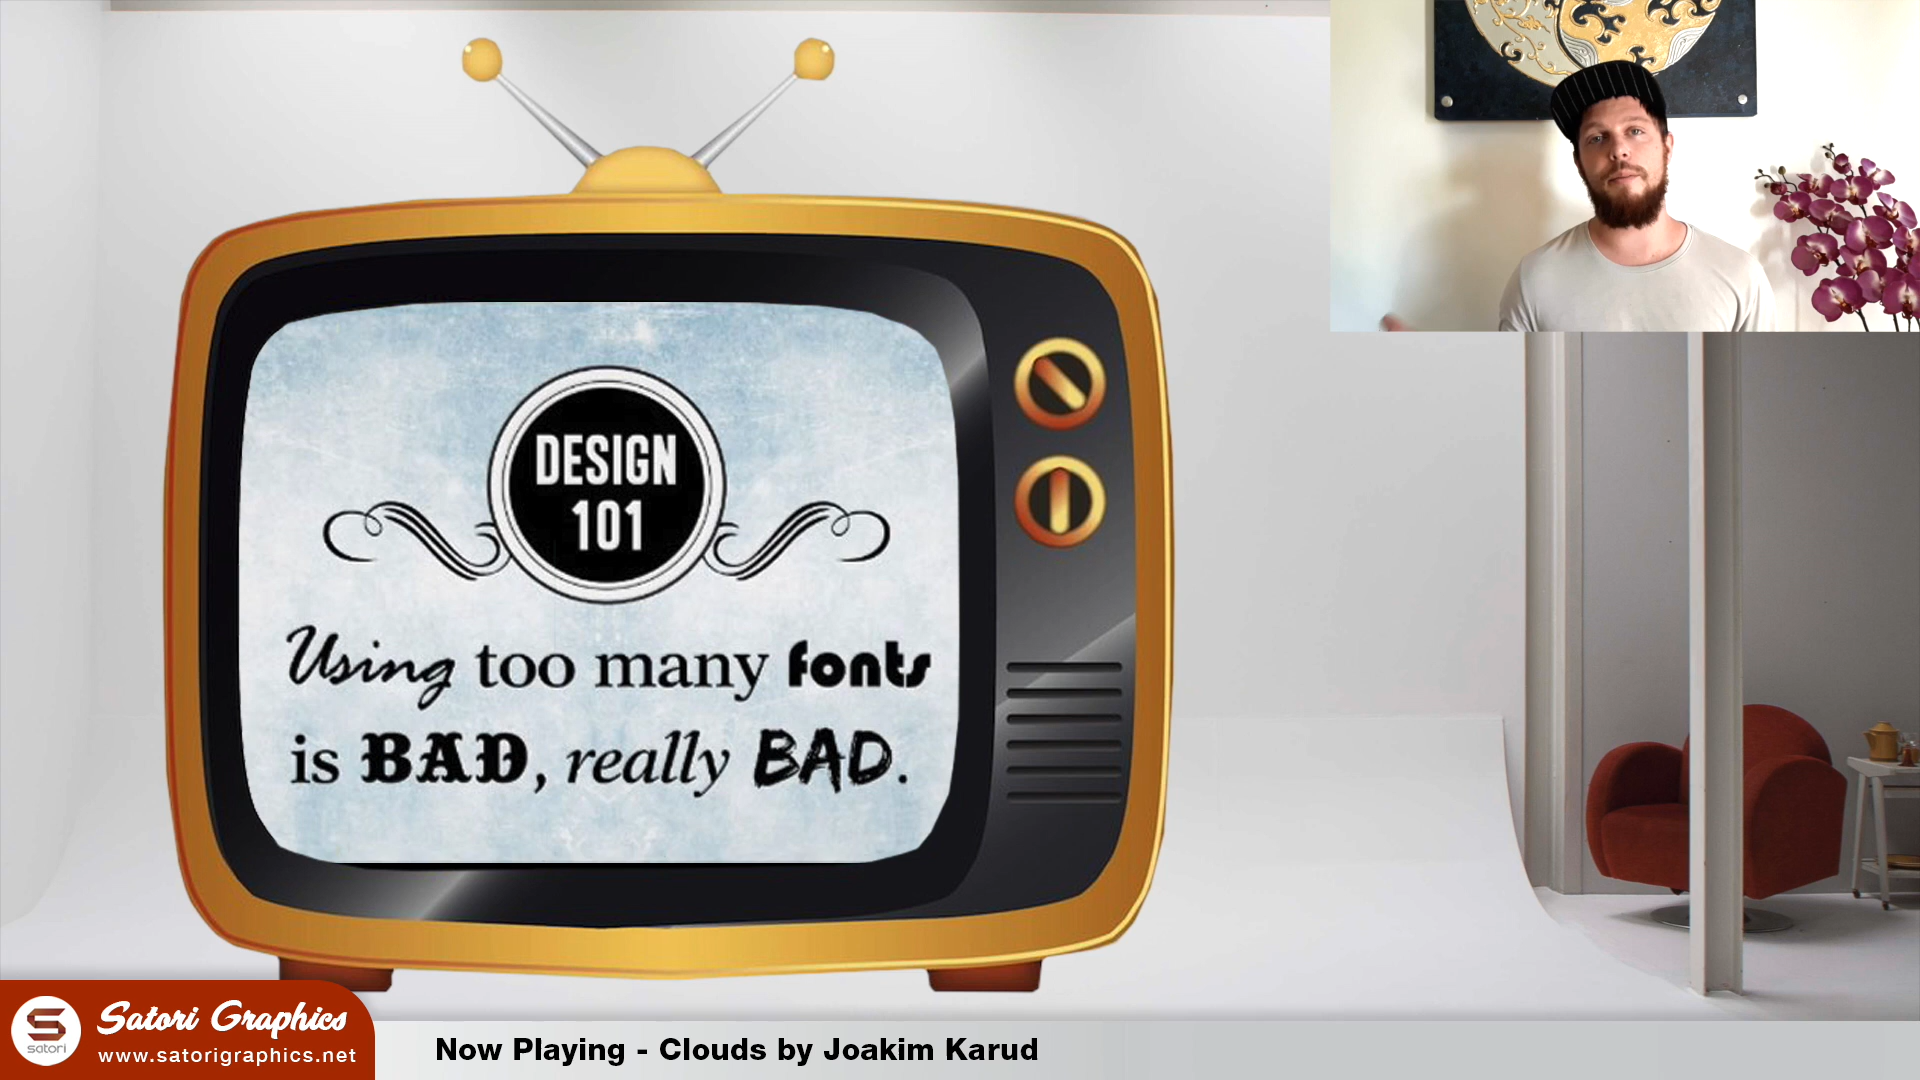 DESIGN
101
Using too many fonts
is BAD, really BAD.
Satori Graphics
satori
www.satorigraphics.net
Now Playing - Clouds by Joakim Karud